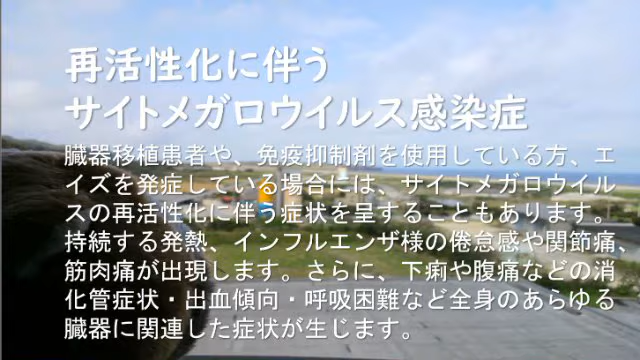 再活性化に伴う
サイトメガロウイルス感染症
臓器移植患者や、免疫抑制剤を使用している方、エ
イズを発症している場合には、サイトメガロウイル
スの再活性化に伴う症状を呈することもあります。
持続する発熱、インフルエンザ様の倦怠感や関節痛、
筋肉痛が出現します。さらに、下痢や腹痛などの消
化管症状・出血傾向・呼吸困難など全身のあらゆる
臓器に関連した症状が生じます。